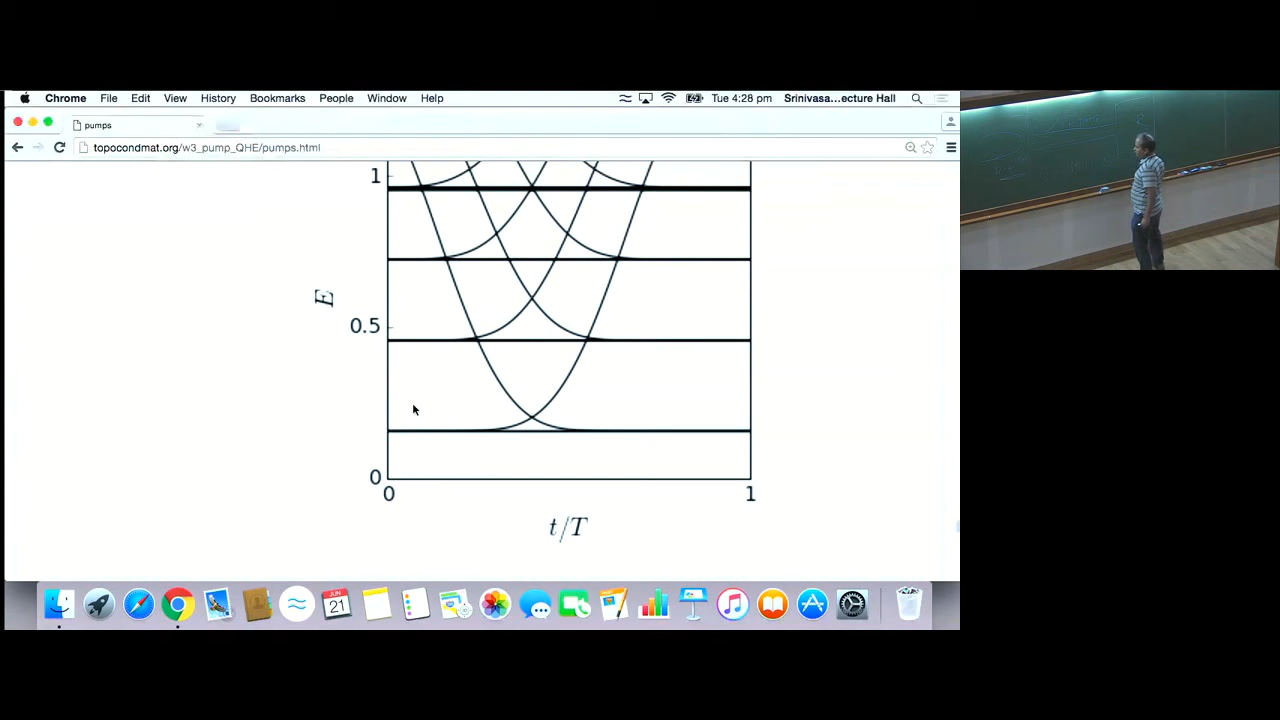 Chrome File Edit View History Bookmarks People Window Help Tue 4:28 pm Srinivasa...ecture Hall
pumps
topocondmat.org/w3_pump_QHE/pumps.html
1
E
0.5
0
0 1
t/T
JUN
21